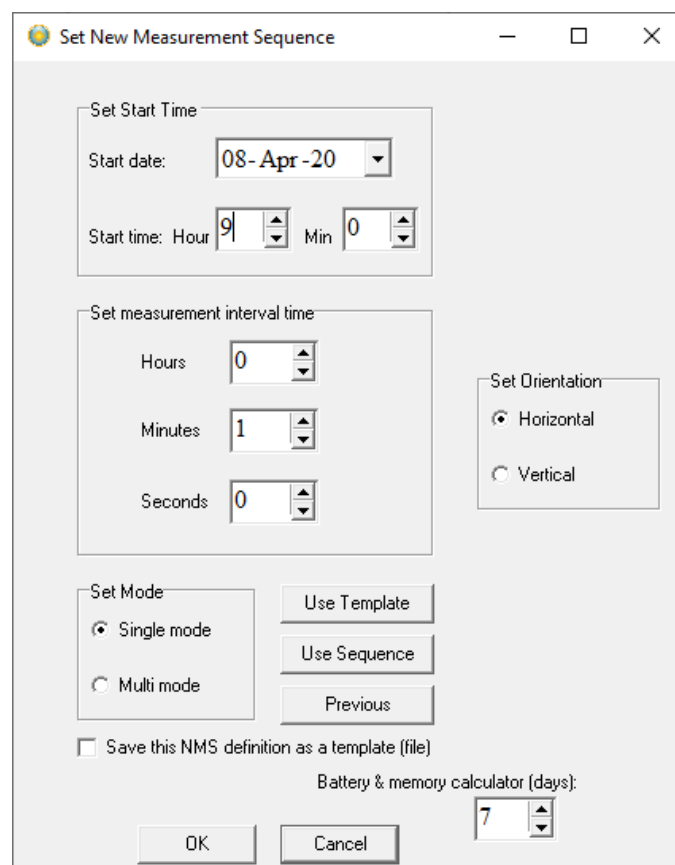 Set New Measurement Sequence
Set Start Time
Start date: 08-Apr-20
Start time: Hour 9 Min 0
Set measurement interval time
Hours 0
Minutes 1
Seconds 0
Set Orientation
Horizontal
Vertical
Set Mode
Single mode
Multi mode
Use Template
Use Sequence
Previous
Save this NMS definition as a template (file)
Battery & memory calculator (days):
7
OK Cancel